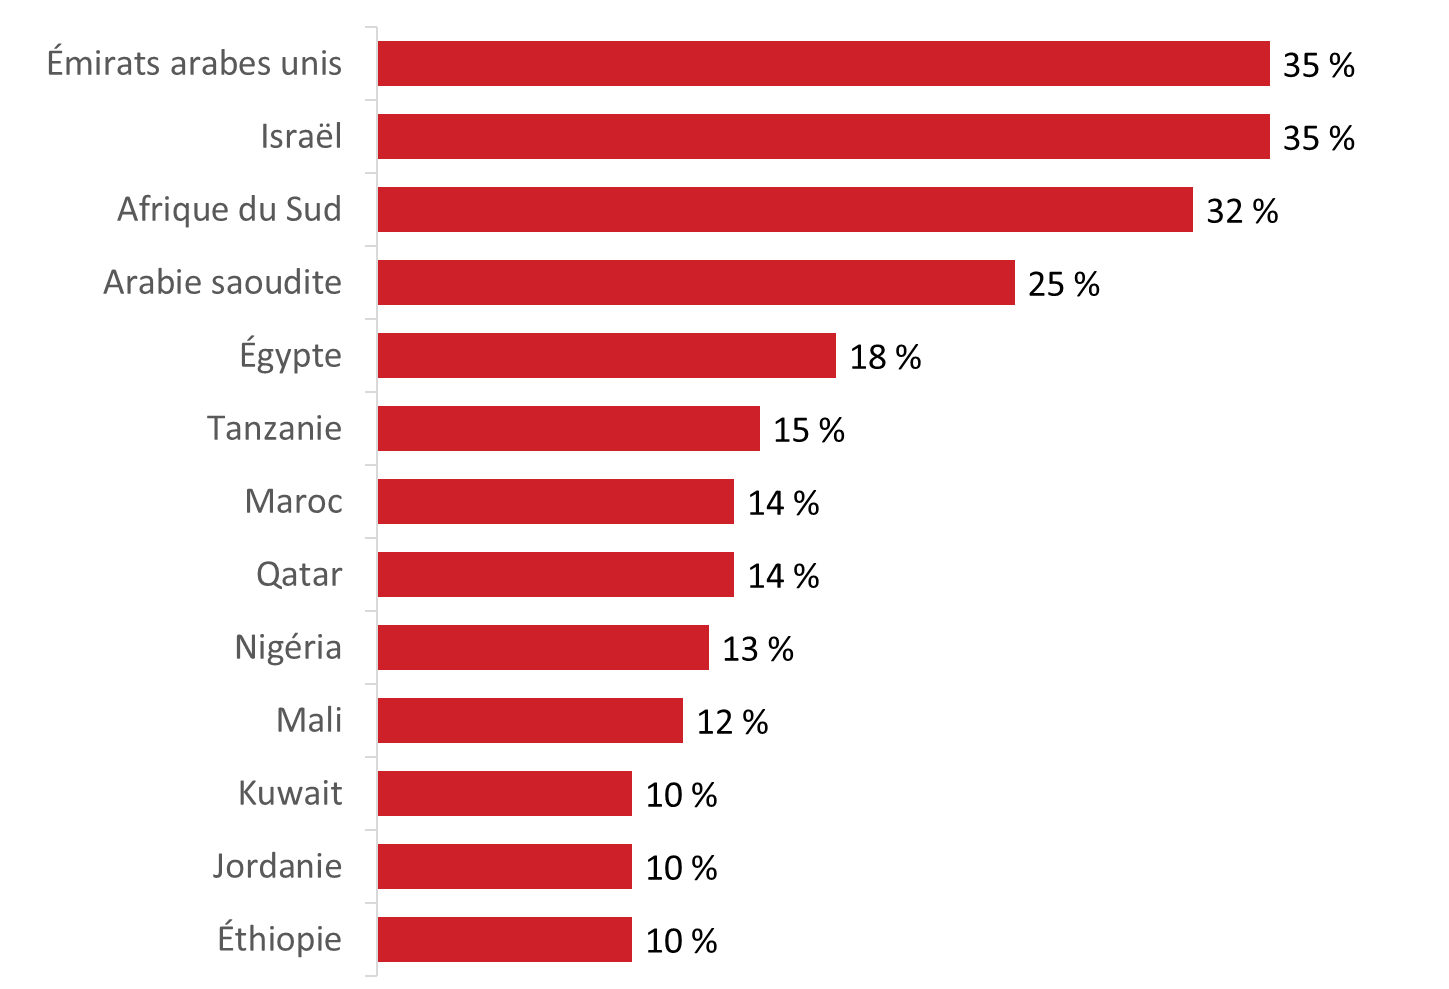 Émirats arabes unis 35 %
Israël 35 %
Afrique du Sud 32 %
Arabie saoudite 25 %
Égypte 18 %
Tanzanie 15 %
Maroc 14 %
Qatar 14 %
Nigéria 13 %
Mali 12 %
Kuwait 10 %
Jordanie 10 %
Éthiopie 10 %